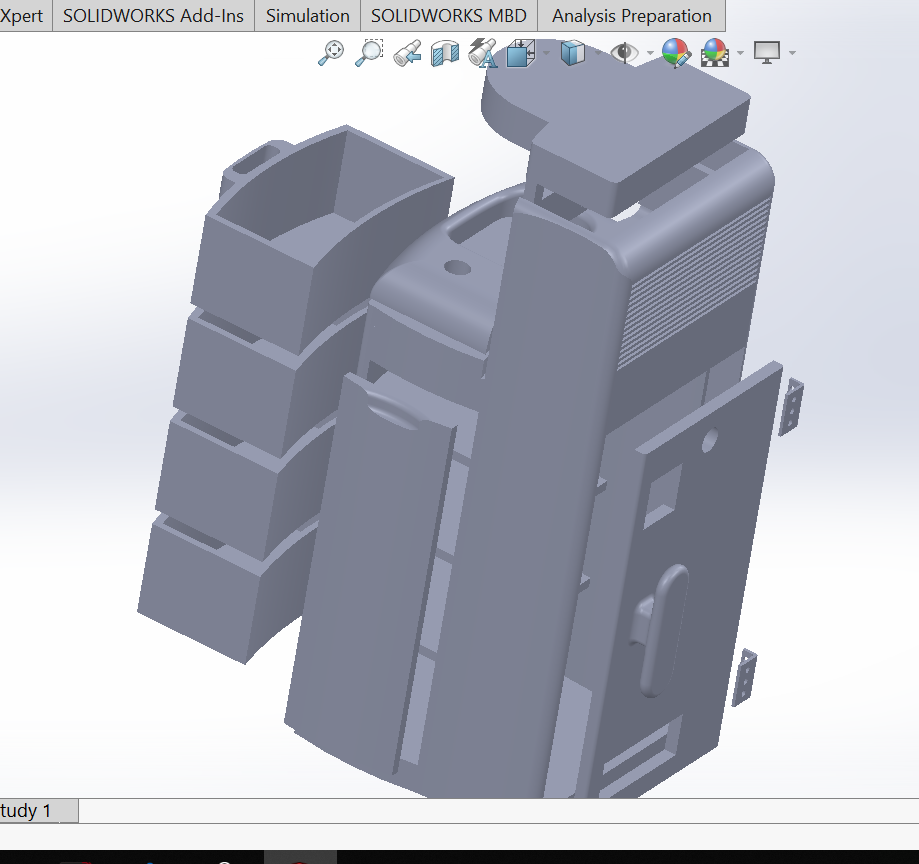 Xpert SOLIDWORKS Add-Ins Simulation SOLIDWORKS MBD Analysis Preparation
A
tudy 1